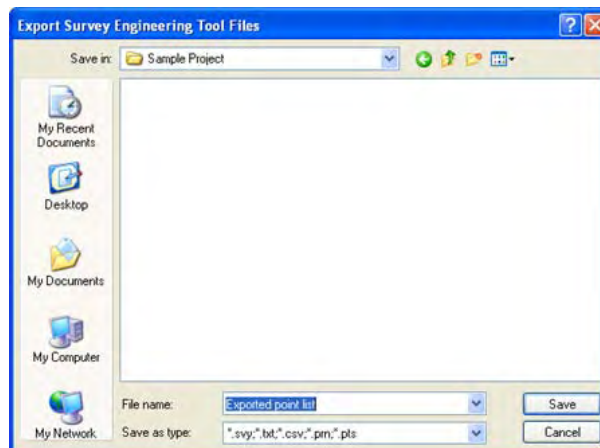 Export Survey Engineering Tool Files
Save in:
Sample Project
My Recent
Documents
Desktop
My Documents
My Computer
My Network
File name:
Exported point list
Save
Save as type:
*.svy;*.txt;*.csv;*.prn;*.pts
Cancel